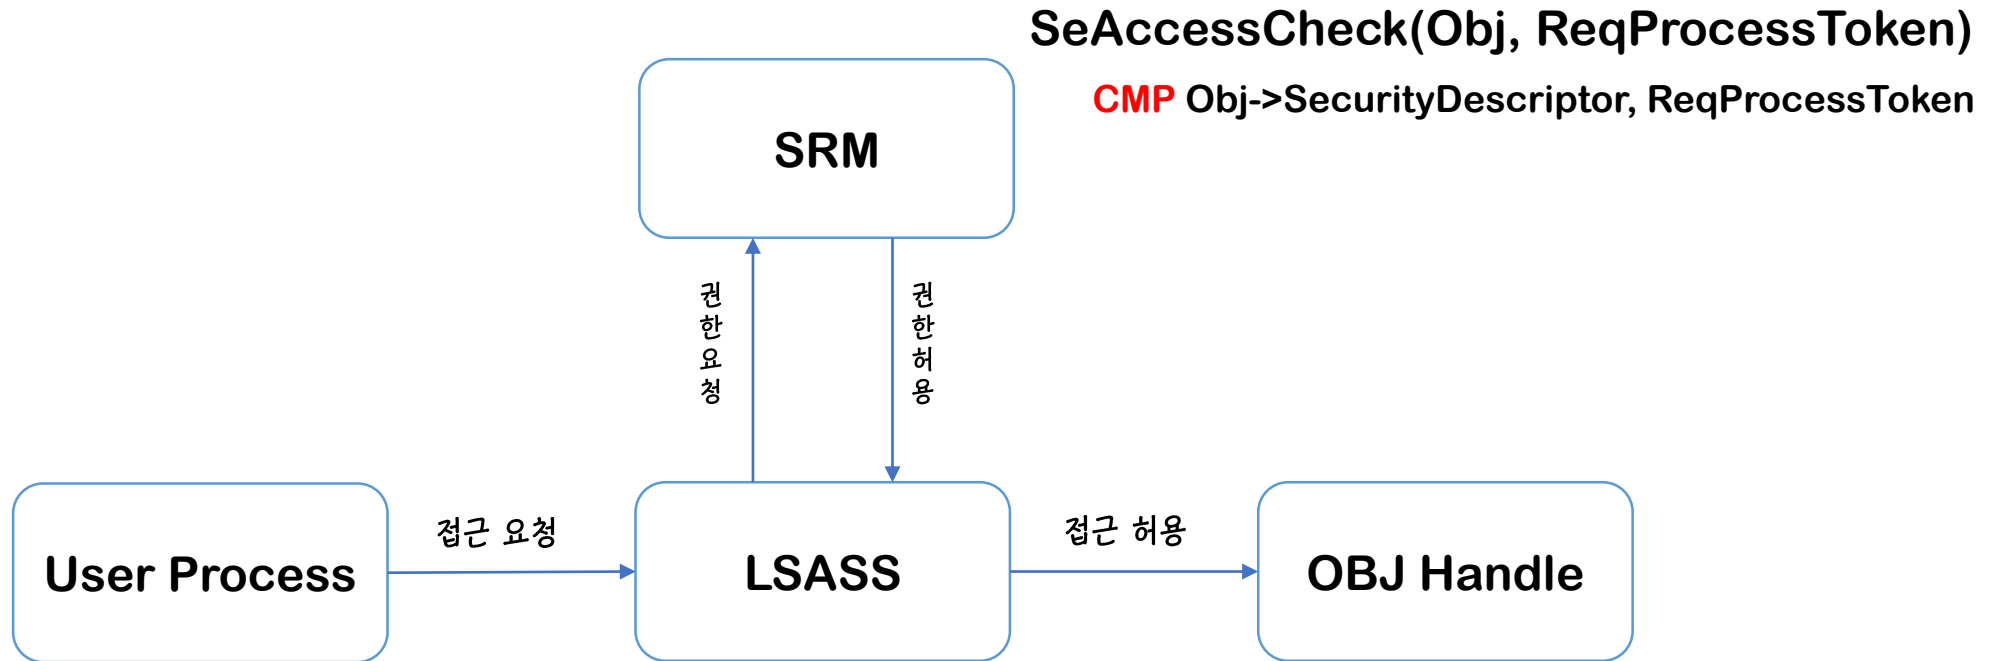 SeAccessCheck(Obj, ReqProcessToken)
CMP Obj->SecurityDescriptor, ReqProcessToken
SRM
권한요청
권한허용
User Process
접근 요청
LSASS
접근 허용
OBJ Handle